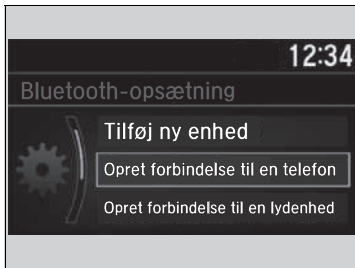 12:34
Bluetooth-opsætning
Tilføj ny enhed
Opret forbindelse til en telefon
Opret forbindelse til en lydenhed